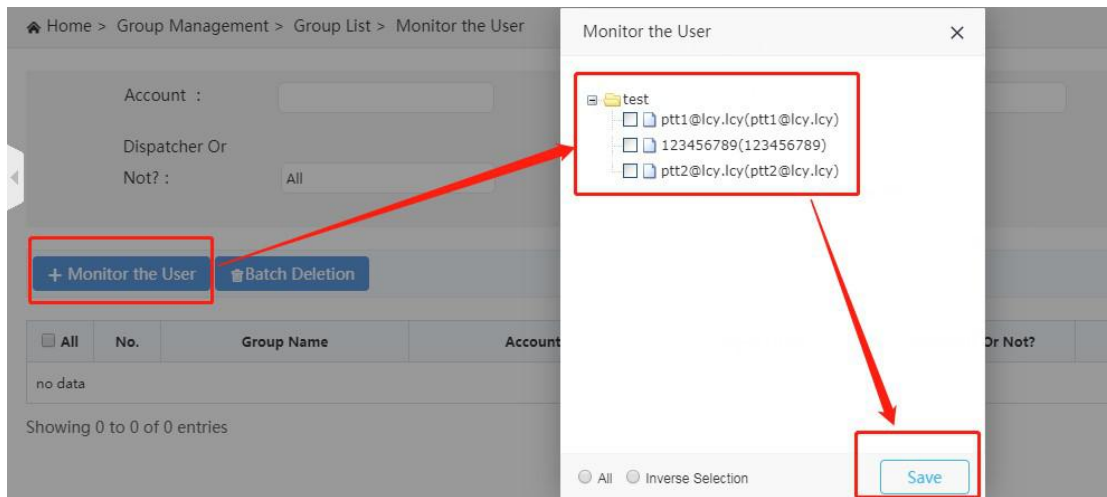 Home > Group Management > Group List > Monitor the User
Account :
Dispatcher Or
Not? :
All
+ Monitor the User
Batch Deletion
All No. Group Name Account Or Not?
no data
Showing 0 to 0 of 0 entries
Monitor the User ×
test
ptt1@lcy.lcy(ptt1@lcy.lcy)
123456789(123456789)
ptt2@lcy.lcy(ptt2@lcy.lcy)
All Inverse Selection
Save